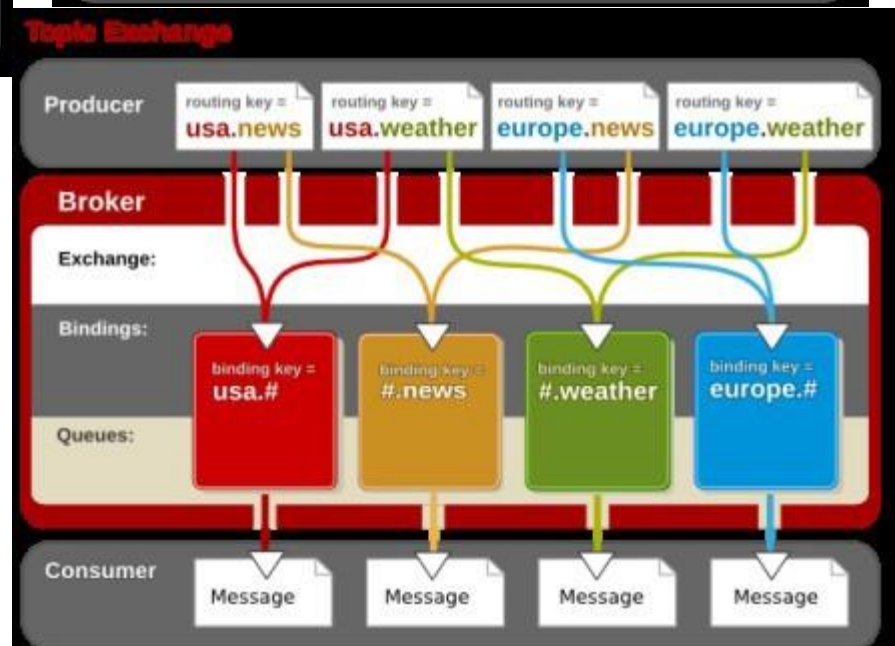 Topic Exchange
Producer
routing key =
usa.news
routing key =
usa.weather
routing key =
europe.news
routing key =
europe.weather
Broker
Exchange:
Bindings:
binding key =
usa.#
binding key =
#.news
binding key =
#.weather
binding key =
europe.#
Queues:
Consumer
Message
Message
Message
Message